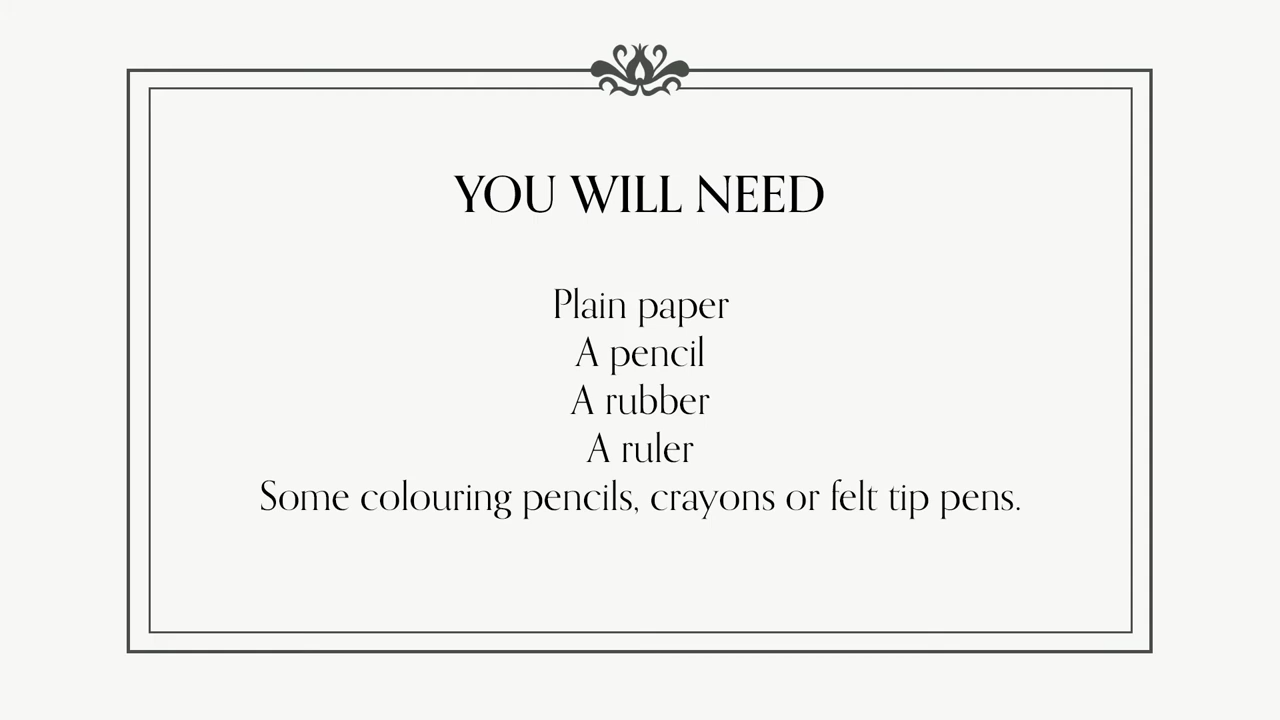 YOU WILL NEED
Plain paper
A pencil
A rubber
A ruler
Some colouring pencils, crayons or felt tip pens.